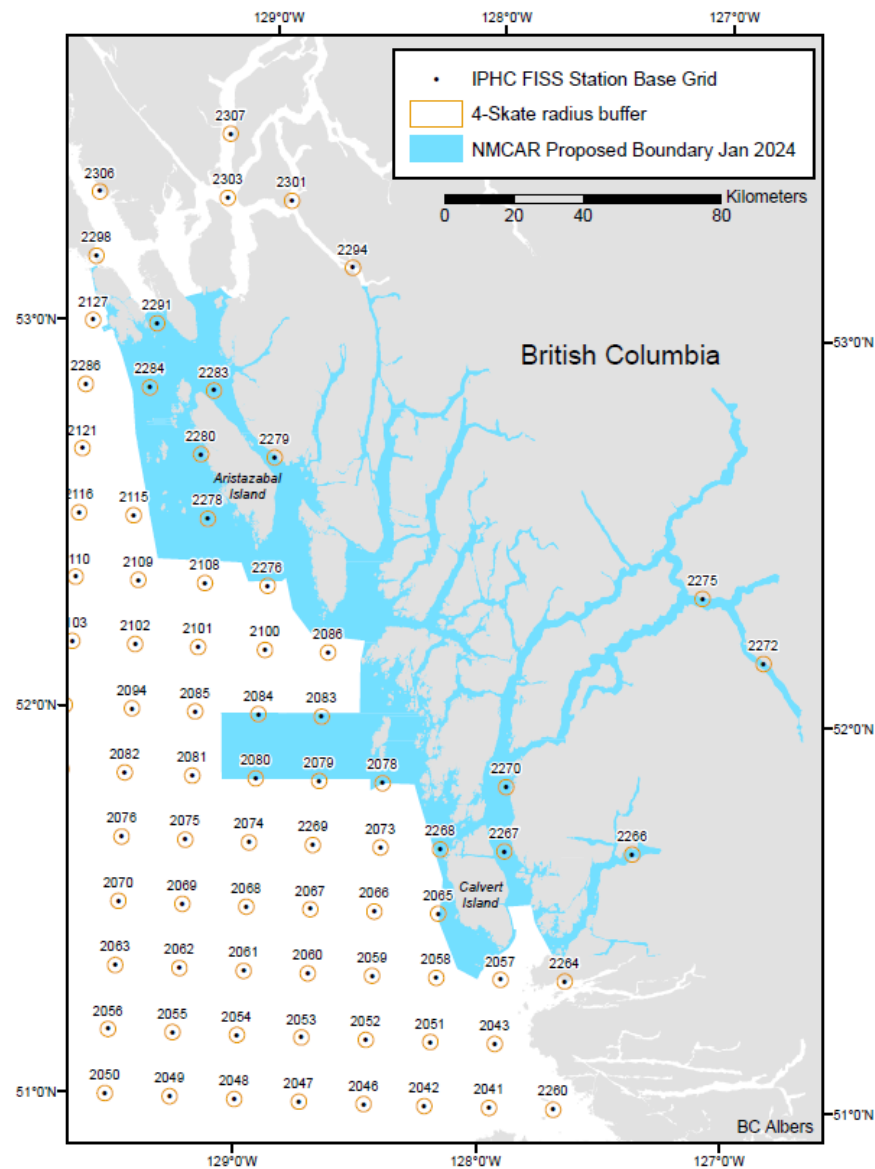 129°0'W 128°0'W 127°0'W
IPHC FISS Station Base Grid
4-Skate radius buffer
NMCAR Proposed Boundary Jan 2024
Kilometers
0 20 40 80
2307
2306 2303 2301
2298 2294
53°0'N 2127 2291
53°0'N
British Columbia
2286 2284 2283
2121 2280 2279
Aristazabal
Island
2116 2115 2278
110 2109 2108 2276
2275
103 2102 2101 2100 2086
2272
52°0'N 2094 2085 2084 2083
52°0'N
2082 2081 2080 2079 2078 2270
2076 2075 2074 2269 2073 2268 2267 2266
Calvert
Island
2070 2069 2068 2067 2066 2065
2063 2062 2061 2060 2059 2058 2057 2264
2056 2055 2054 2053 2052 2051 2043
51°0'N 2050 2049 2048 2047 2046 2042 2041 2260
51°0'N
BC Albers
129°0'W 128°0'W 127°0'W